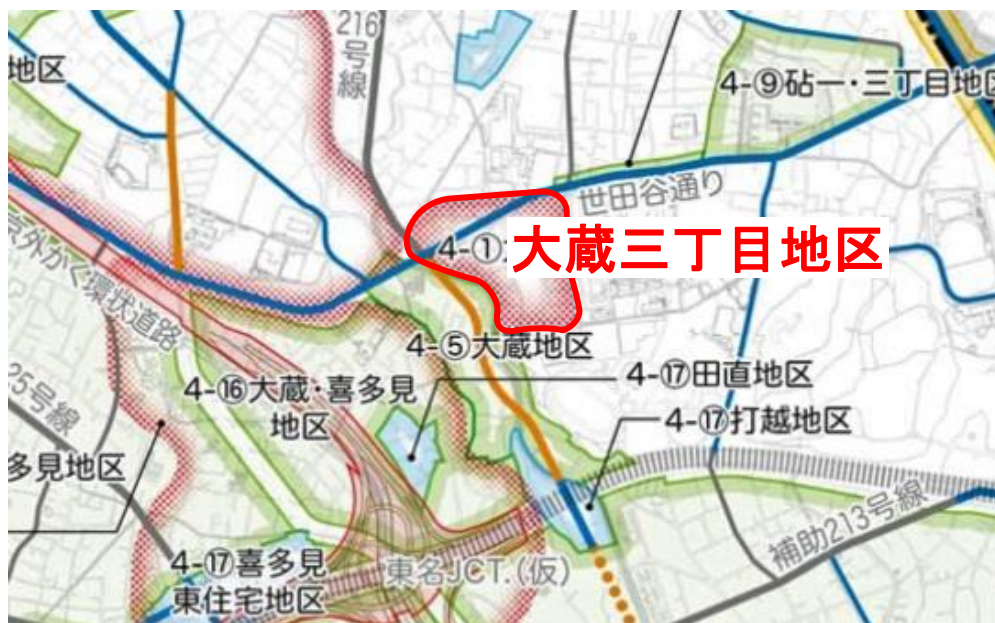 216
号
線
地区
4-⑨砧一・三丁目地区
世田谷通り
4-①大
大蔵三丁目地区
京外かく環状道路
4-⑤大蔵地区
4-⑯大蔵・喜多見
地区
4-⑰田直地区
4-⑰打越地区
25号線
多見地区
補助213号線
4-⑰喜多見
東住宅地区
東名JCT.(仮)